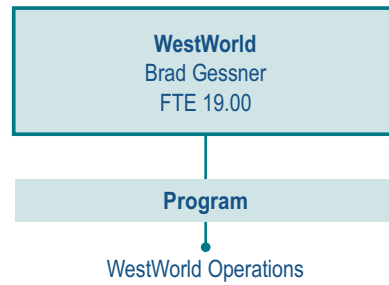 WestWorld
Brad Gessner
FTE 19.00
Program
WestWorld Operations